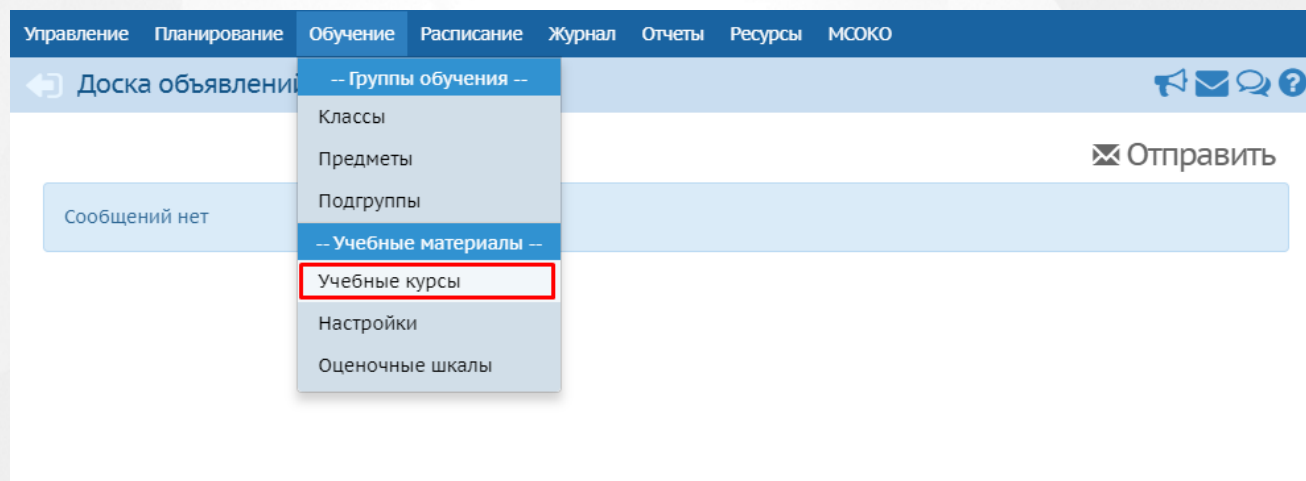 Управление Планирование Обучение Расписание Журнал Отчеты Ресурсы МСОКО
Доска объявлений
-- Группы обучения --
Классы
Предметы
Отправить
Подгруппы
Сообщений нет
-- Учебные материалы --
Учебные курсы
Настройки
Оценочные шкалы